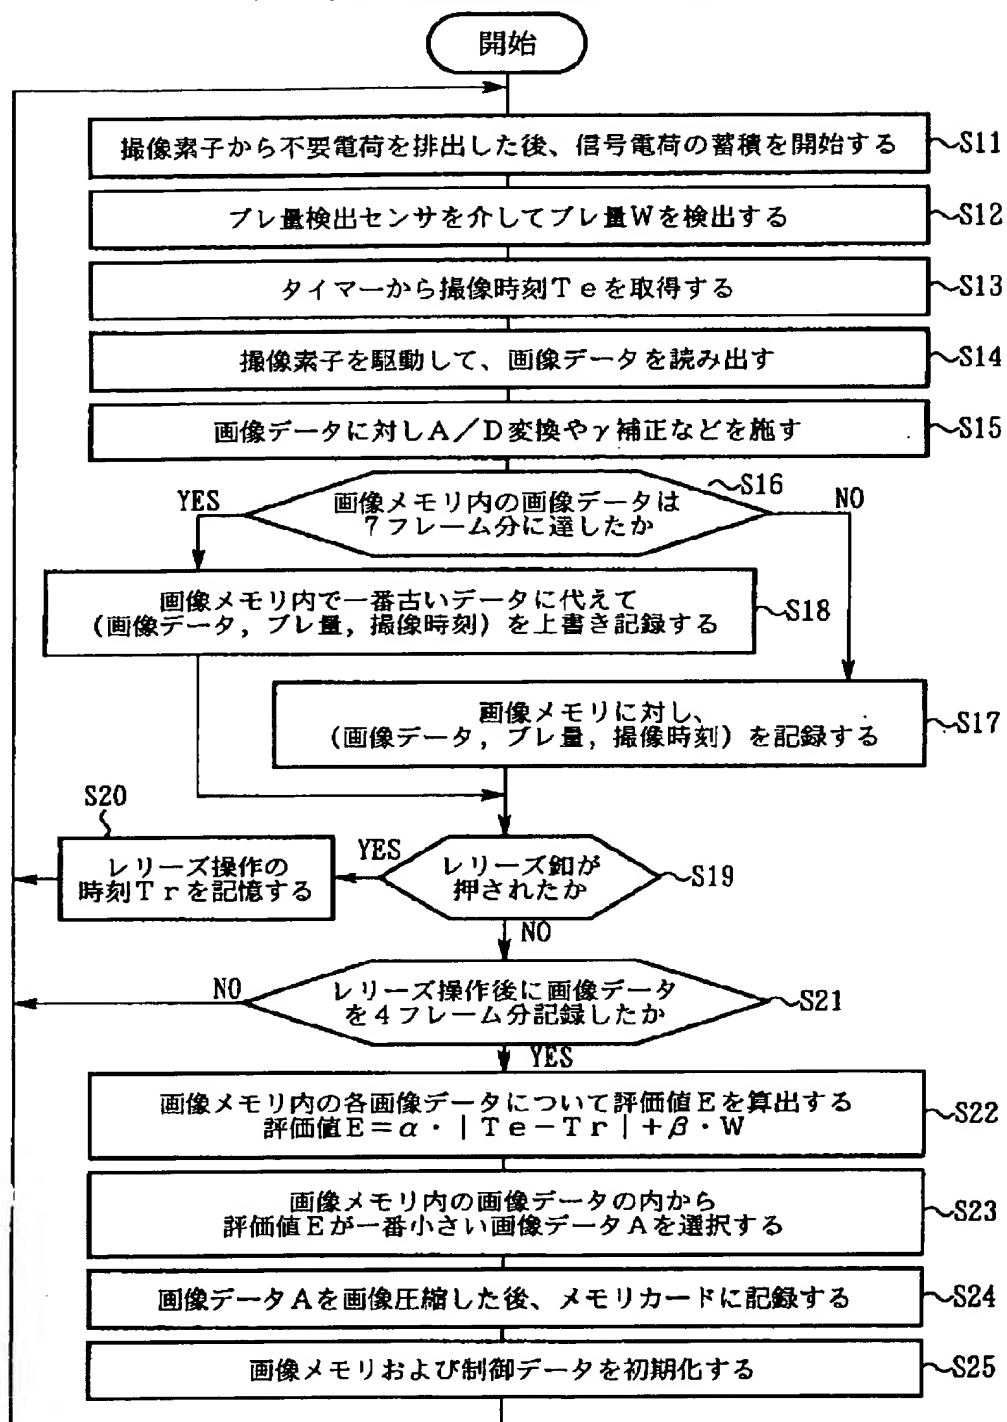 開始
撮像素子から不要電荷を排出した後、信号電荷の蓄積を開始する
S11
ブレ量検出センサを介してブレ量Wを検出する
S12
タイマーから撮像時刻Teを取得する
S13
撮像素子を駆動して、画像データを読み出す
S14
画像データに対しA/D変換やγ補正などを施す
S15
画像メモリ内の画像データは
7フレーム分に達したか
S16
YES
NO
画像メモリ内で一番古いデータに代えて
(画像データ,ブレ量,撮像時刻)を上書き記録する
S18
画像メモリに対し、
(画像データ,ブレ量,撮像時刻)を記録する
S17
S20
レリーズ操作の
時刻Trを記憶する
YES
レリーズ釦が
押されたか
S19
NO
NO
レリーズ操作後に画像データ
を4フレーム分記録したか
S21
YES
画像メモリ内の各画像データについて評価値Eを算出する
評価値E=α・|Te-Tr|+β・W
S22
画像メモリ内の画像データの内から
評価値Eが一番小さい画像データAを選択する
S23
画像データAを画像圧縮した後、メモリカードに記録する
S24
画像メモリおよび制御データを初期化する
S25